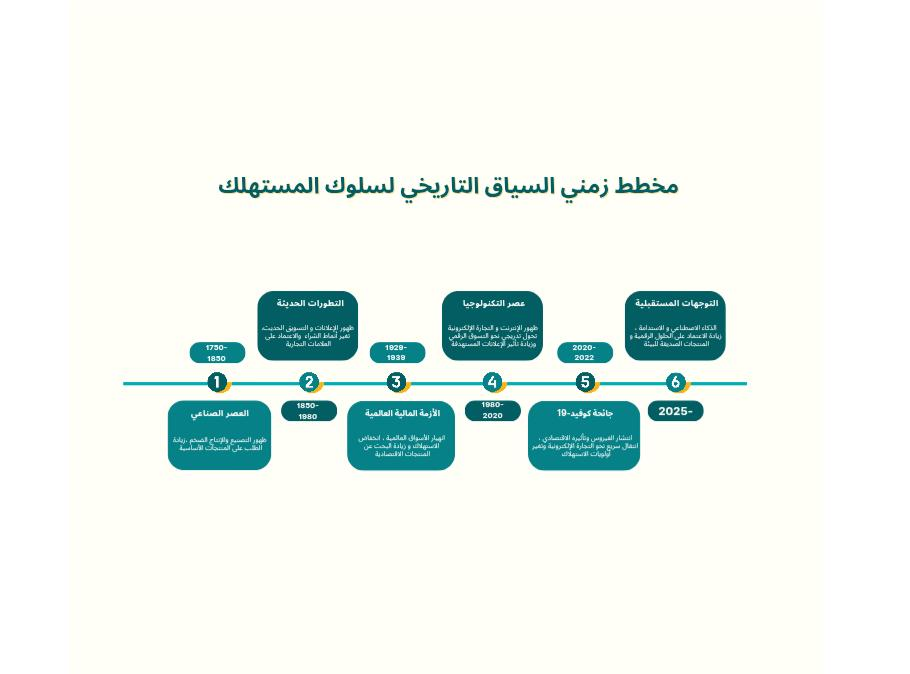 مخطط زمني السياق التاريخي لسلوك المستهلك
1750-
1850
1
العصر الصناعي
ظهور التصنيع والإنتاج الضخم .زيادة
الطلب على المنتجات الأساسية
التطورات الحديثة
ظهور الإعلانات و التسويق الحديث.
تغير أنماط الشراء والاعتماد على
العلامات التجارية
2
1850-
1980
1929-
1939
3
الأزمة المالية العالمية
انهيار الأسواق العالمية ، انخفاض
الاستهلاك و زيادة البحث عن
المنتجات الاقتصادية
عصر التكنولوجيا
ظهور الإنترنت و التجارة الإلكترونية
تحول تدريجي نحو التسوق الرقمي
وزيادة تأثير الإعلانات المستهدفة
4
1980-
2020
2020-
2022
5
جائحة كوفيد-19
انتشار الفيروس وتأثيره الاقتصادي ،
انتقال سريع نحو التجارة الإلكترونية وتغير
أولويات الاستهلاك
التوجهات المستقبلية
الذكاء الاصطناعي و الاستدامة ،
زيادة الاعتماد على الحلول الرقمية و
المنتجات الصديقة للبيئة
6
2025-